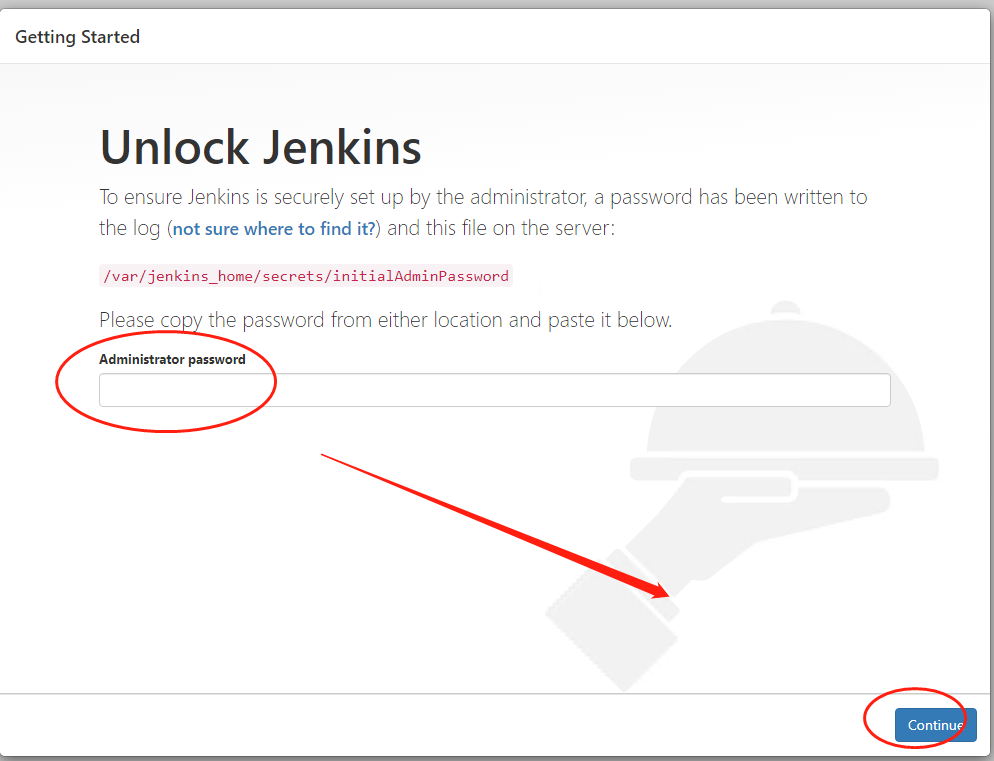 Getting Started
Unlock Jenkins
To ensure Jenkins is securely set up by the administrator, a password has been written to
the log (not sure where to find it?) and this file on the server:
/var/jenkins_home/secrets/initialAdminPassword
Please copy the password from either location and paste it below.
Administrator password
Continue